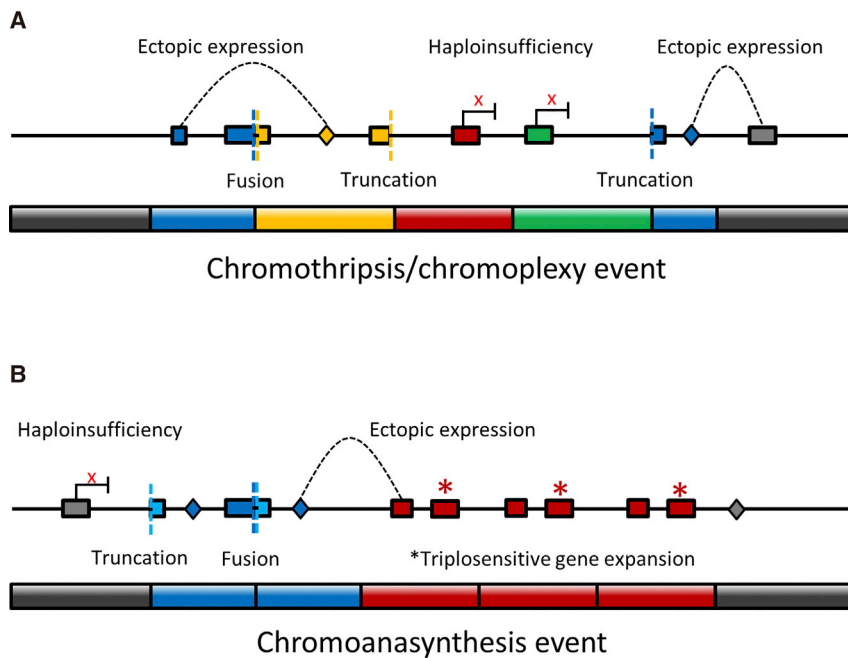 A
Ectopic expression
Haploinsufficiency
Ectopic expression
x
x
Fusion
Truncation
Truncation
Chromothripsis/chromoplexy event
B
Haploinsufficiency
Ectopic expression
x
*
*
*
Truncation
Fusion
*Triplosensitive gene expansion
Chromoanasynthesis event